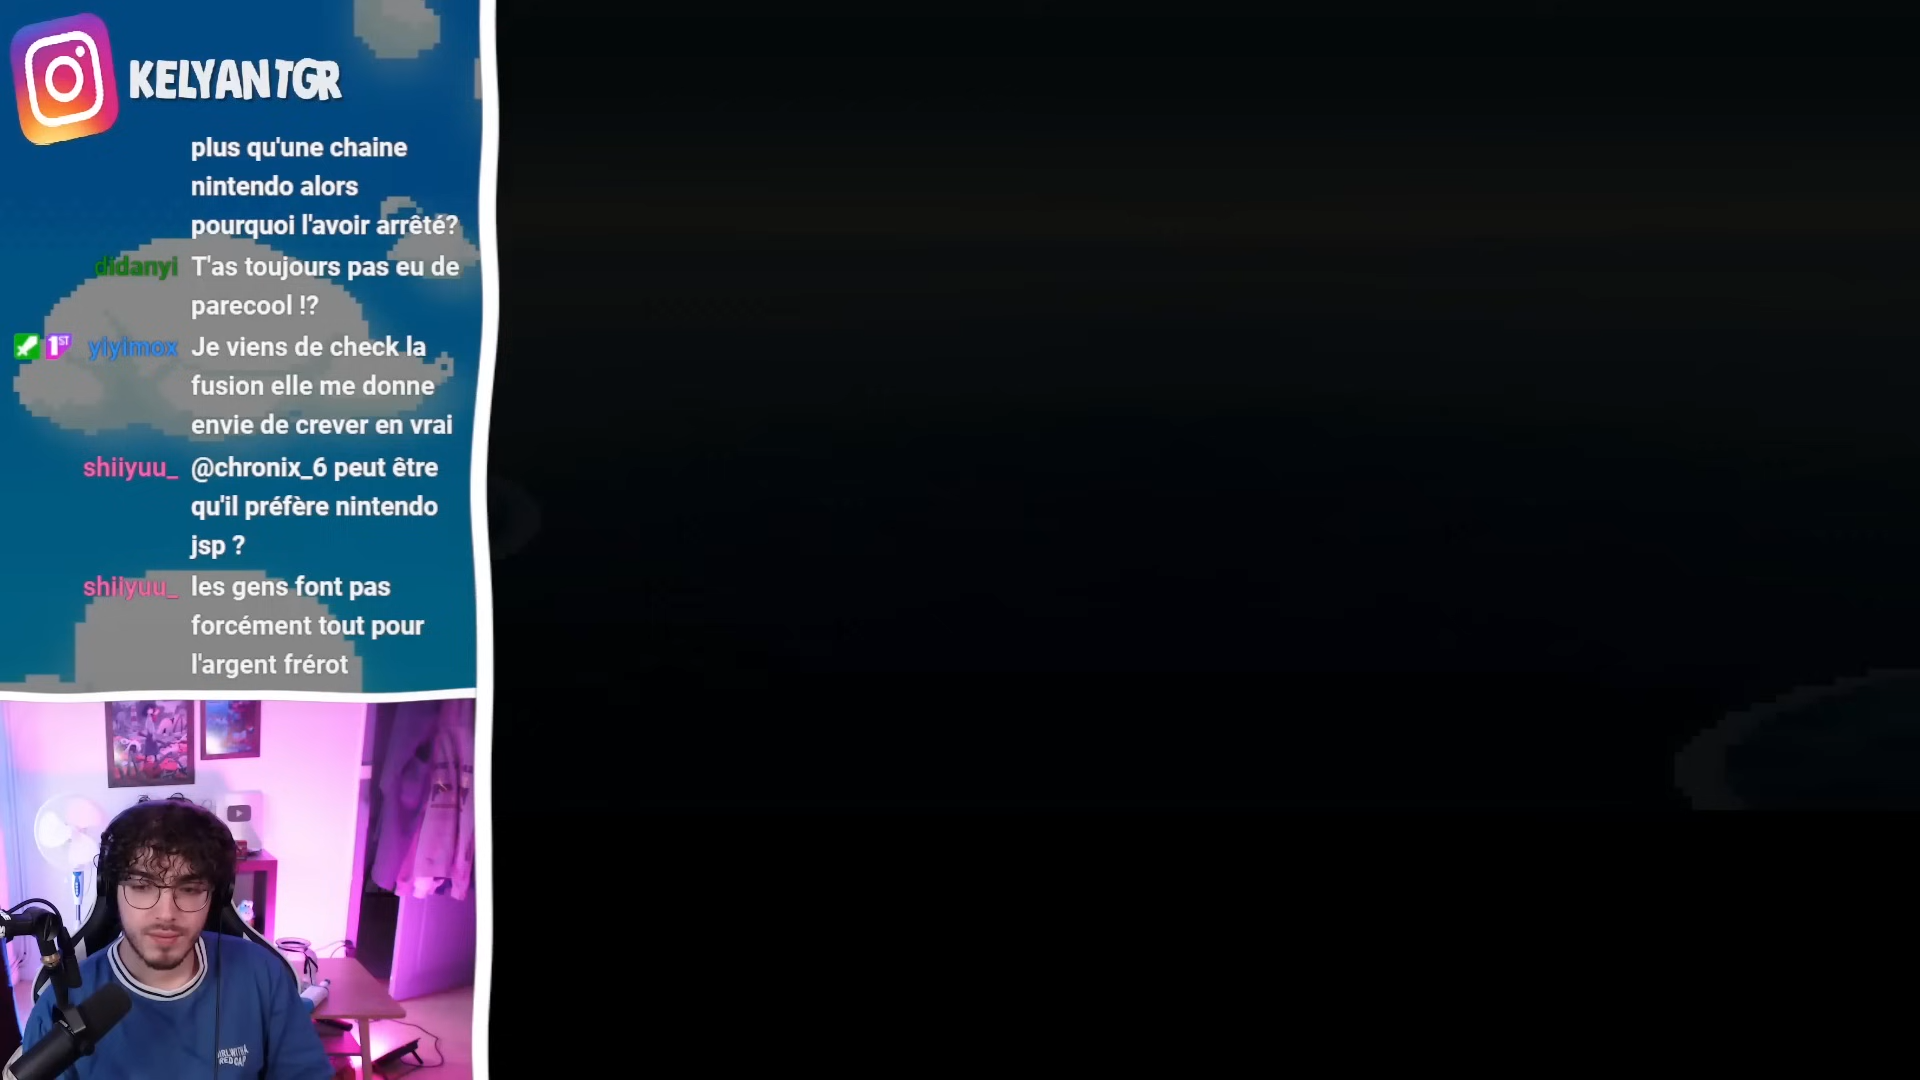 KELYANTGR
plus qu'une chaine
nintendo alors
pourquoi l'avoir arrêté?
didanyi T'as toujours pas eu de
parecool !?
1ST ylylmox Je viens de check la
fusion elle me donne
envie de crever en vrai
shiiyuu_ @chronix_6 peut être
qu'il préfère nintendo
jsp ?
shiiyuu_ les gens font pas
forcément tout pour
l'argent frérot